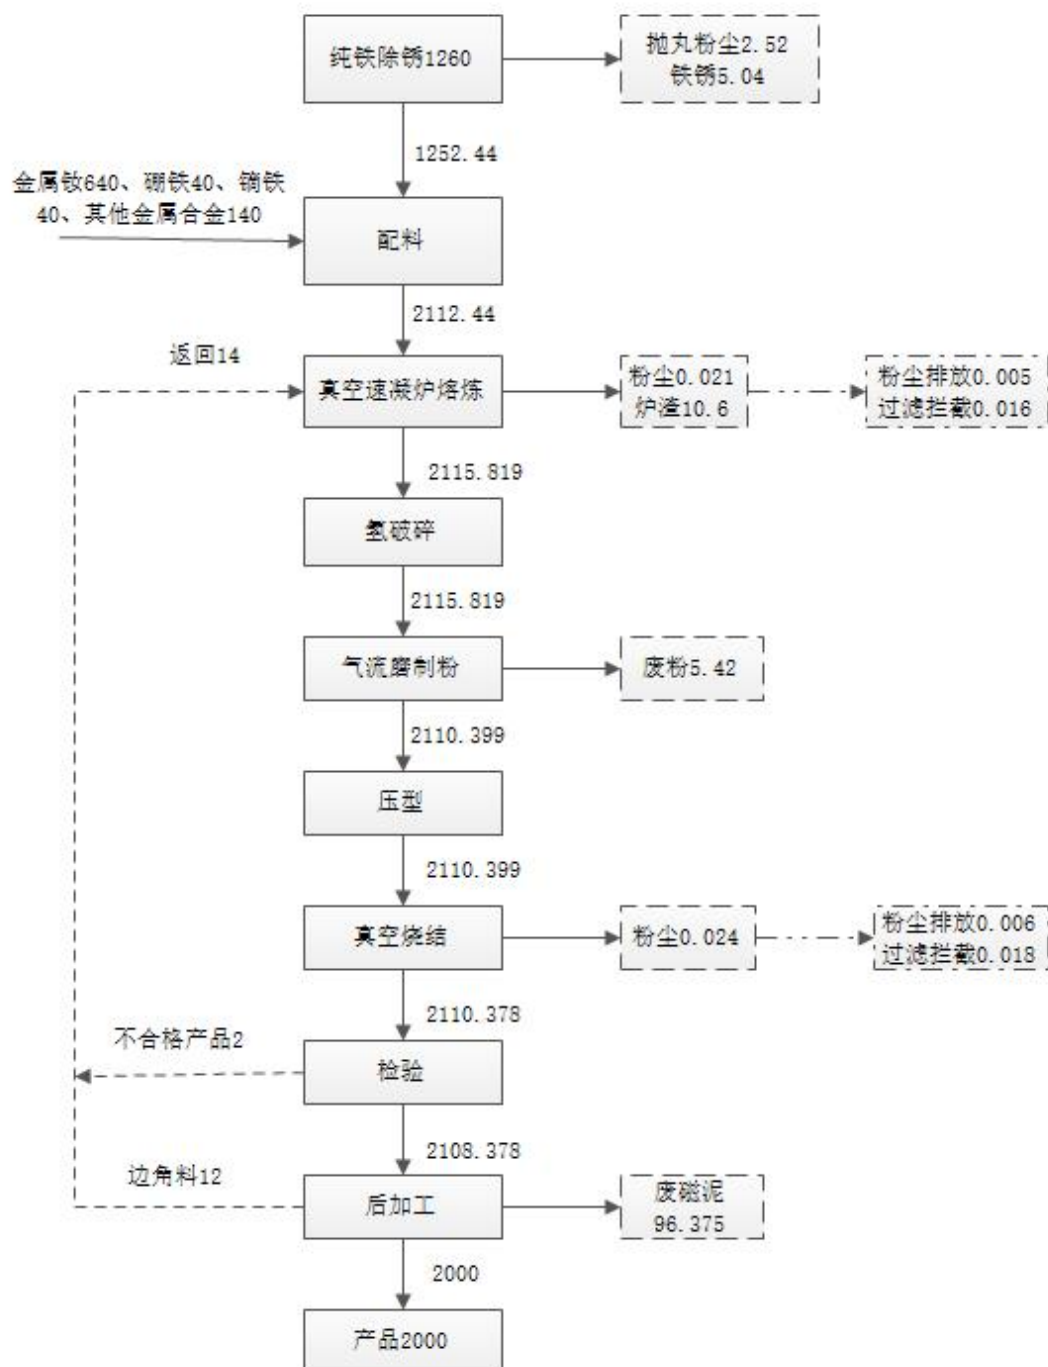 纯铁除锈1260
抛丸粉尘2.52
铁锈5.04
1252.44
金属钕640、硼铁40、镝铁
40、其他金属合金140
配料
2112.44
返回14
真空速凝炉熔炼
粉尘0.021
炉渣10.6
粉尘排放0.005
过滤拦截0.016
2115.819
氢破碎
2115.819
气流磨制粉
废粉5.42
2110.399
压型
2110.399
真空烧结
粉尘0.024
粉尘排放0.006
过滤拦截0.018
2110.378
不合格产品2
检验
2108.378
边角料12
后加工
废磁泥
96.375
2000
产品2000